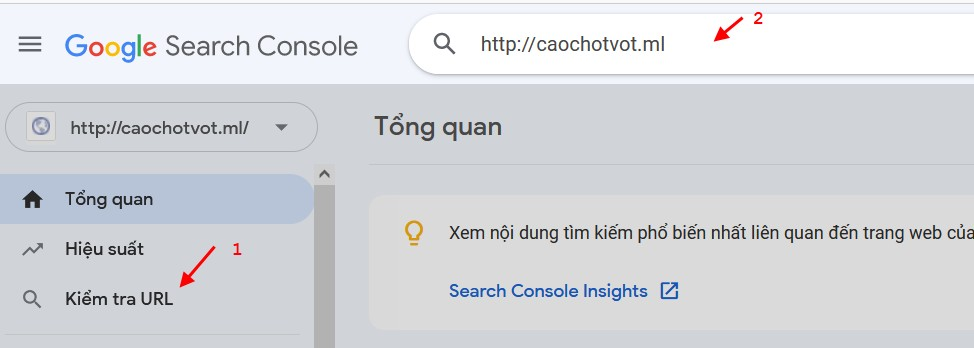 Google Search Console
http://caochotvot.ml
2
http://caochotvot.ml/
Tổng quan
Tổng quan
Hiệu suất
1
Kiểm tra URL
Xem nội dung tìm kiếm phổ biến nhất liên quan đến trang web của
Search Console Insights